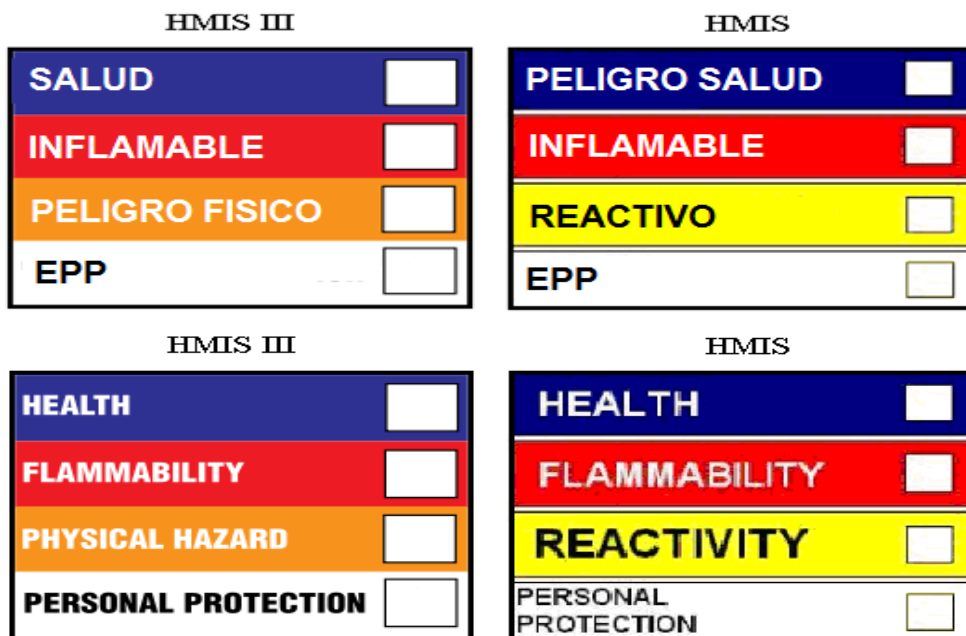 HMIS III
SALUD
INFLAMABLE
PELIGRO FISICO
EPP
HMIS
PELIGRO SALUD
INFLAMABLE
REACTIVO
EPP
HMIS III
HEALTH
FLAMMABILITY
PHYSICAL HAZARD
PERSONAL PROTECTION
HMIS
HEALTH
FLAMMABILITY
REACTIVITY
PERSONAL
PROTECTION